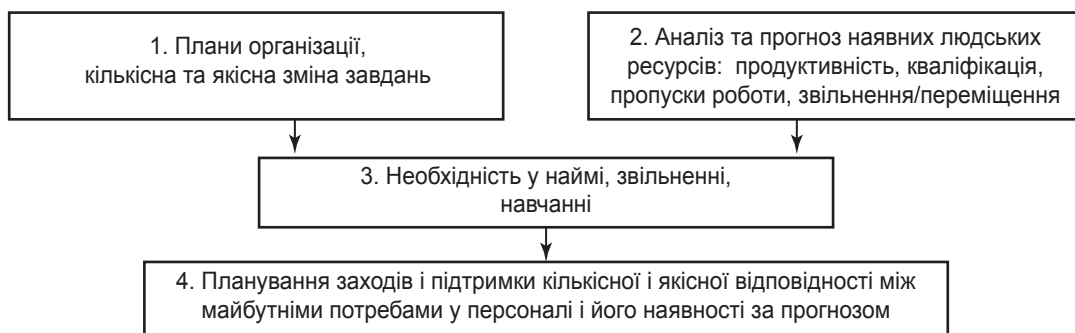 1. Плани організації,
кількісна та якісна зміна завдань
2. Аналіз та прогноз наявних людських
ресурсів: продуктивність, кваліфікація,
пропуски роботи, звільнення/переміщення
3. Необхідність у наймі, звільненні,
навчанні
4. Планування заходів і підтримки кількісної і якісної відповідності між
майбутніми потребами у персоналі і його наявності за прогнозом